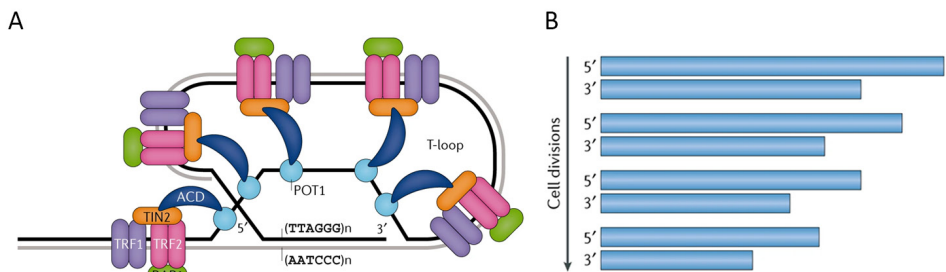 A
T-loop
POT1
ACD
TIN2
5′
(TTAGGG)n
3′
TRF1
TRF2
(AATCCC)n
B
Cell divisions
5′
3′
5′
3′
5′
3′
5′
3′